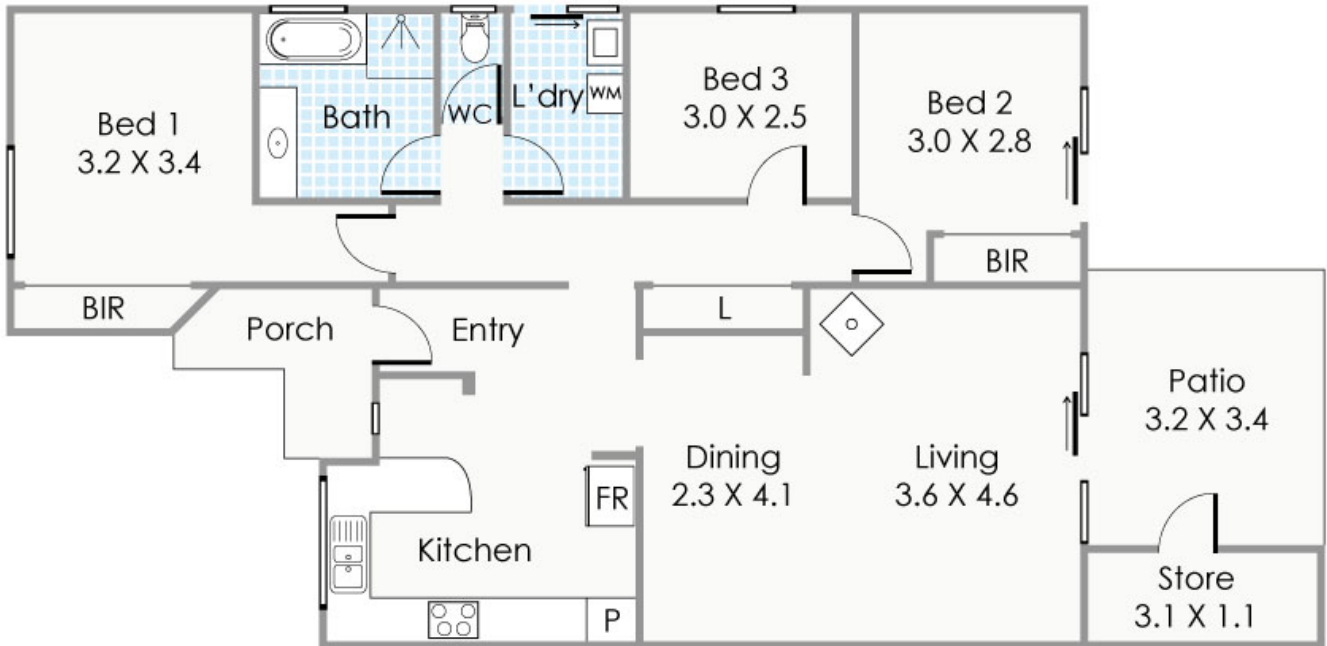 Bed 1
3.2 X 3.4
Bath
WC
L'dry
WM
Bed 3
3.0 X 2.5
Bed 2
3.0 X 2.8
BIR
BIR
Porch
Entry
L
Patio
3.2 X 3.4
Dining
2.3 X 4.1
Living
3.6 X 4.6
FR
Kitchen
P
Store
3.1 X 1.1